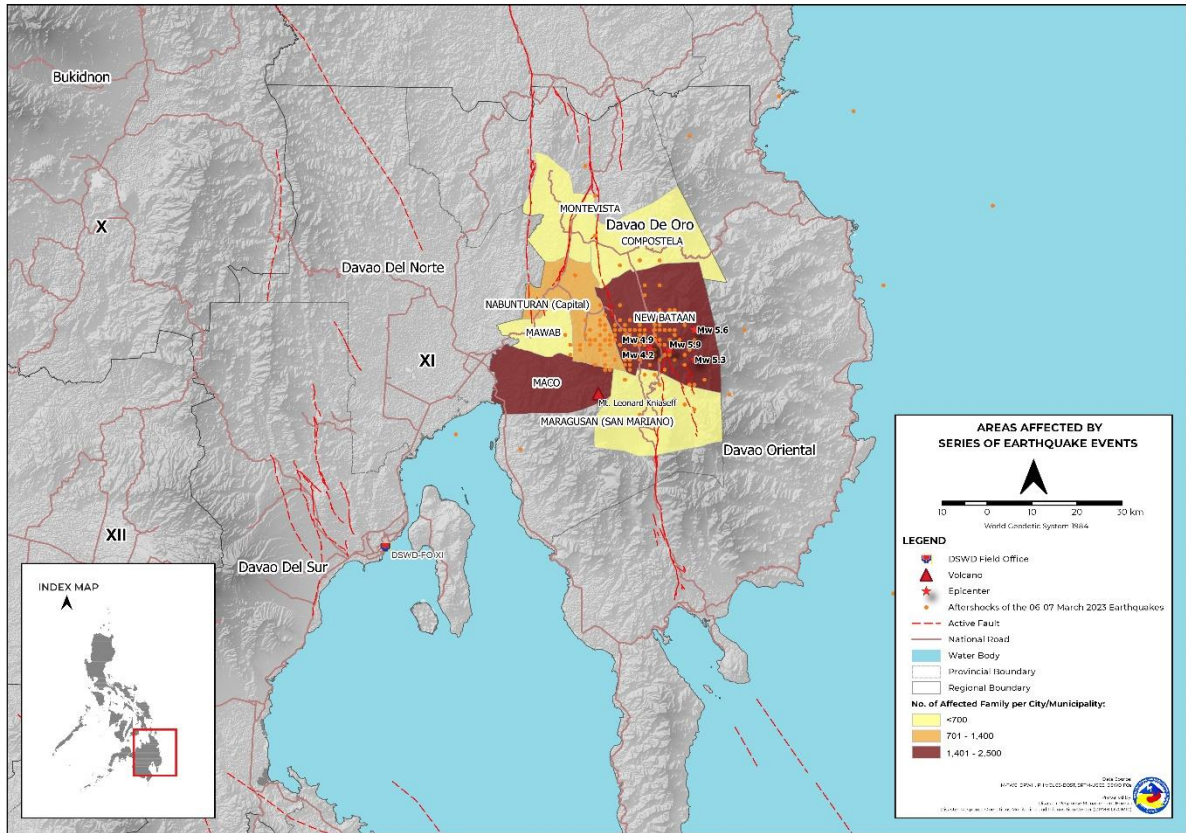 Bukidnon
X
MONTEVISTA
Davao De Oro
COMPOSTELA
Davao Del Norte
NABUNTURAN (Capital)
NEW BATAAN
Mw 5.6
MAWAB
Mw 4.9
Mw 5.9
XI
Mw 4.2
Mw 5.3
MACO
Mt. Leonard Kniaseff
MARAGUSAN (SAN MARIANO)
Davao Oriental
XII
DSWD-FO XI
Davao Del Sur
INDEX MAP
AREAS AFFECTED BY
SERIES OF EARTHQUAKE EVENTS
10 0 10 20 30 km
World Geodetic System 1984
LEGEND
DSWD Field Office
Volcano
Epicenter
Aftershocks of the 06-07 March 2023 Earthquakes
Active Fault
National Road
Water Body
Provincial Boundary
Regional Boundary
No. of Affected Family per City/Municipality:
<700
701 - 1,400
1,401 - 2,500
Data Source: